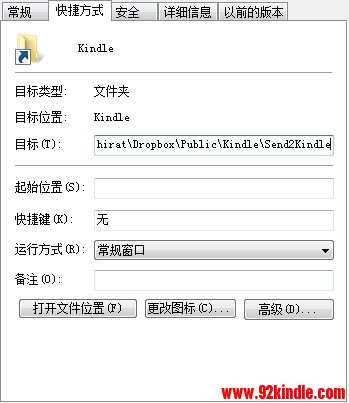 常规 快捷方式 安全 详细信息 以前的版本
Kindle
目标类型: 文件夹
目标位置: Kindle
目标(T): hirat\Dropbox\Public\Kindle\Send2Kindle
起始位置(S):
快捷键(K): 无
运行方式(R): 常规窗口
备注(O):
打开文件位置(F) 更改图标(C)... 高级(D)...
www.92kindle.com